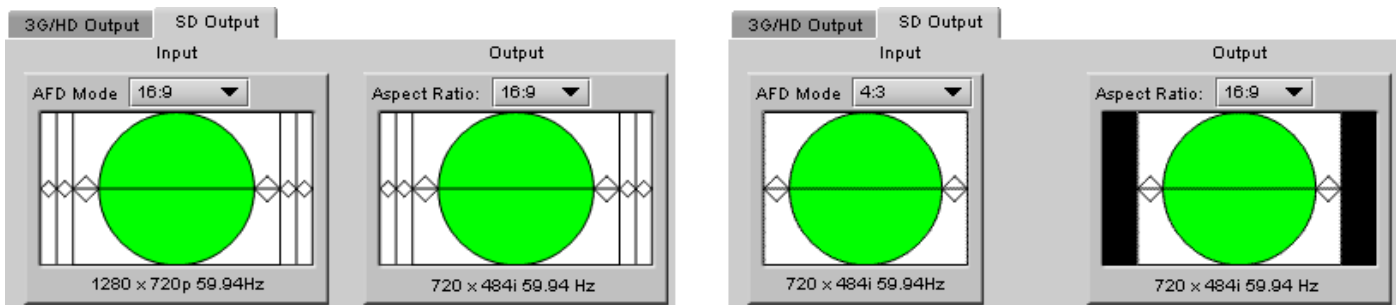 3G/HD Output SD Output
Input Output
AFD Mode 16:9 Aspect Ratio: 16:9
1280 x 720p 59.94Hz 720 x 484i 59.94 Hz
3G/HD Output SD Output
Input Output
AFD Mode 4:3 Aspect Ratio: 16:9
720 x 484i 59.94Hz 720 x 484i 59.94 Hz